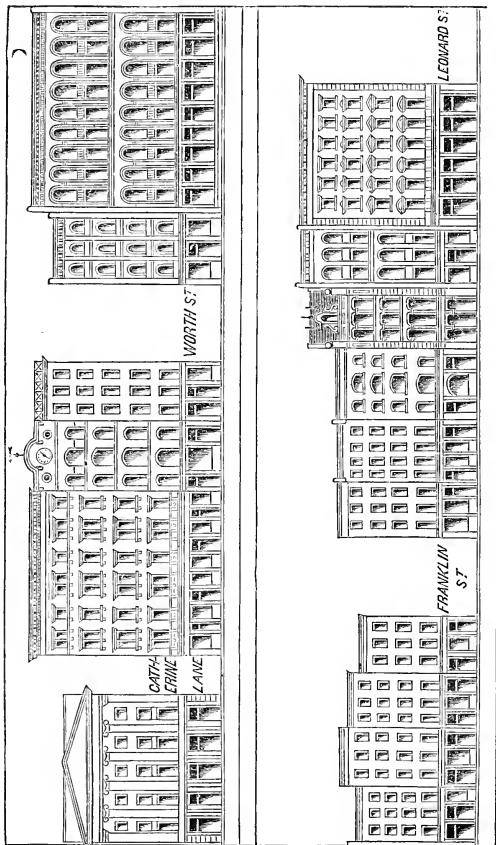 WORTH ST.
CATH-
ERINE
LANE
LEONARD ST.
FRANKLIN
ST